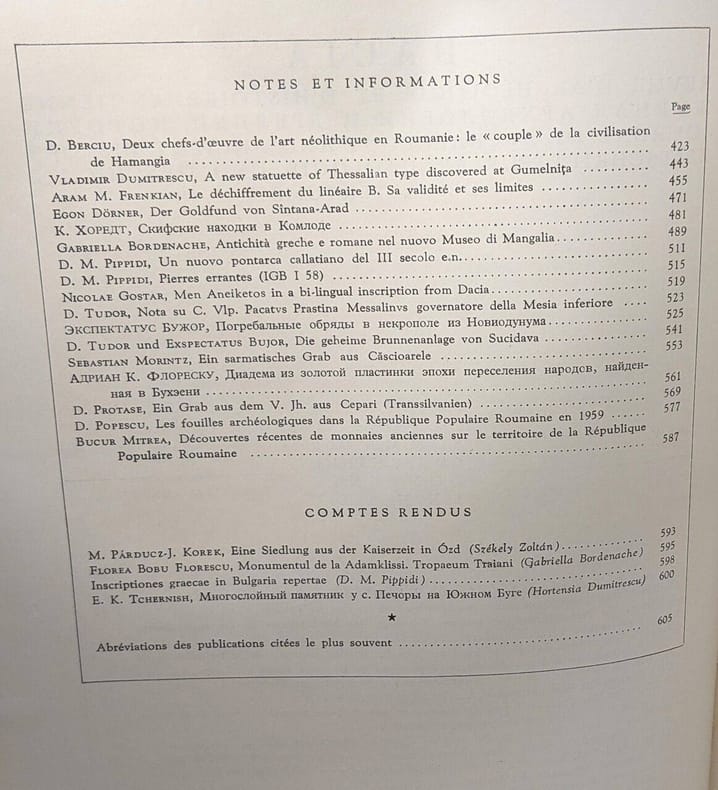 NOTES ET INFORMATIONS
Page
D. BERCIU, Deux chefs-d'œuvre de l'art néolithique en Roumanie: le « couple » de la civilisation
de Hamangia ........ 423
VLADIMIR DUMITRESCU, A new statuette of Thessalian type discovered at Gumelnița ........ 443
ARAM M. FRENKIAN, Le déchiffrement du linéaire B. Sa validité et ses limites ........ 455
EGON DÖRNER, Der Goldfund von Sintana-Arad ........ 471
К. ХОРЕДТ, Скифские находки в Комлоде ........ 481
GABRIELLA BORDENACHE, Antichità greche e romane nel nuovo Museo di Mangalia ........ 489
D. M. PIPPIDI, Un nuovo pontarca callatiano del III secolo e.n. ........ 511
D. M. PIPPIDI, Pierres errantes (IGB I 58) ........ 515
NICOLAE GOSTAR, Men Aneiketos in a bi-lingual inscription from Dacia ........ 519
D. TUDOR, Nota su C. Vlp. Pacatvs Prastina Messalinvs governatore della Mesia inferiore .... 523
ЭКСПЕКТАТУС БУЖОР, Погребальные обряды в некрополе из Новиодунума ........ 525
D. TUDOR und EXSPECTATUS BUJOR, Die geheime Brunnenanlage von Sucidava ........ 541
SEBASTIAN MORINTZ, Ein sarmatisches Grab aus Căscioarele ........ 553
АДРИАН К. ФЛОРЕСКУ, Диадема из золотой пластинки эпохи переселения народов, найден-
ная в Бухэени ........ 561
D. PROTASE, Ein Grab aus dem V. Jh. aus Cepari (Transsilvanien) ........ 569
D. POPESCU, Les fouilles archéologiques dans la République Populaire Roumaine en 1959 ...... 577
BUCUR MITREA, Découvertes récentes de monnaies anciennes sur le territoire de la République
Populaire Roumaine ........ 587
COMPTES RENDUS
M. PÁRDUCZ-J. KOREK, Eine Siedlung aus der Kaiserzeit in Ózd (Székely Zoltán) ........ 593
FLOREA BOBU FLORESCU, Monumentul de la Adamklissi. Tropaeum Traiani (Gabriella Bordenache) 595
Inscriptiones graecae in Bulgaria repertae (D. M. Pippidi) ........ 598
E. K. TCHERNISH, Многослойный памятник у с. Печоры на Южном Буге (Hortensia Dumitrescu) 600
★
Abréviations des publications citées le plus souvent ........ 605